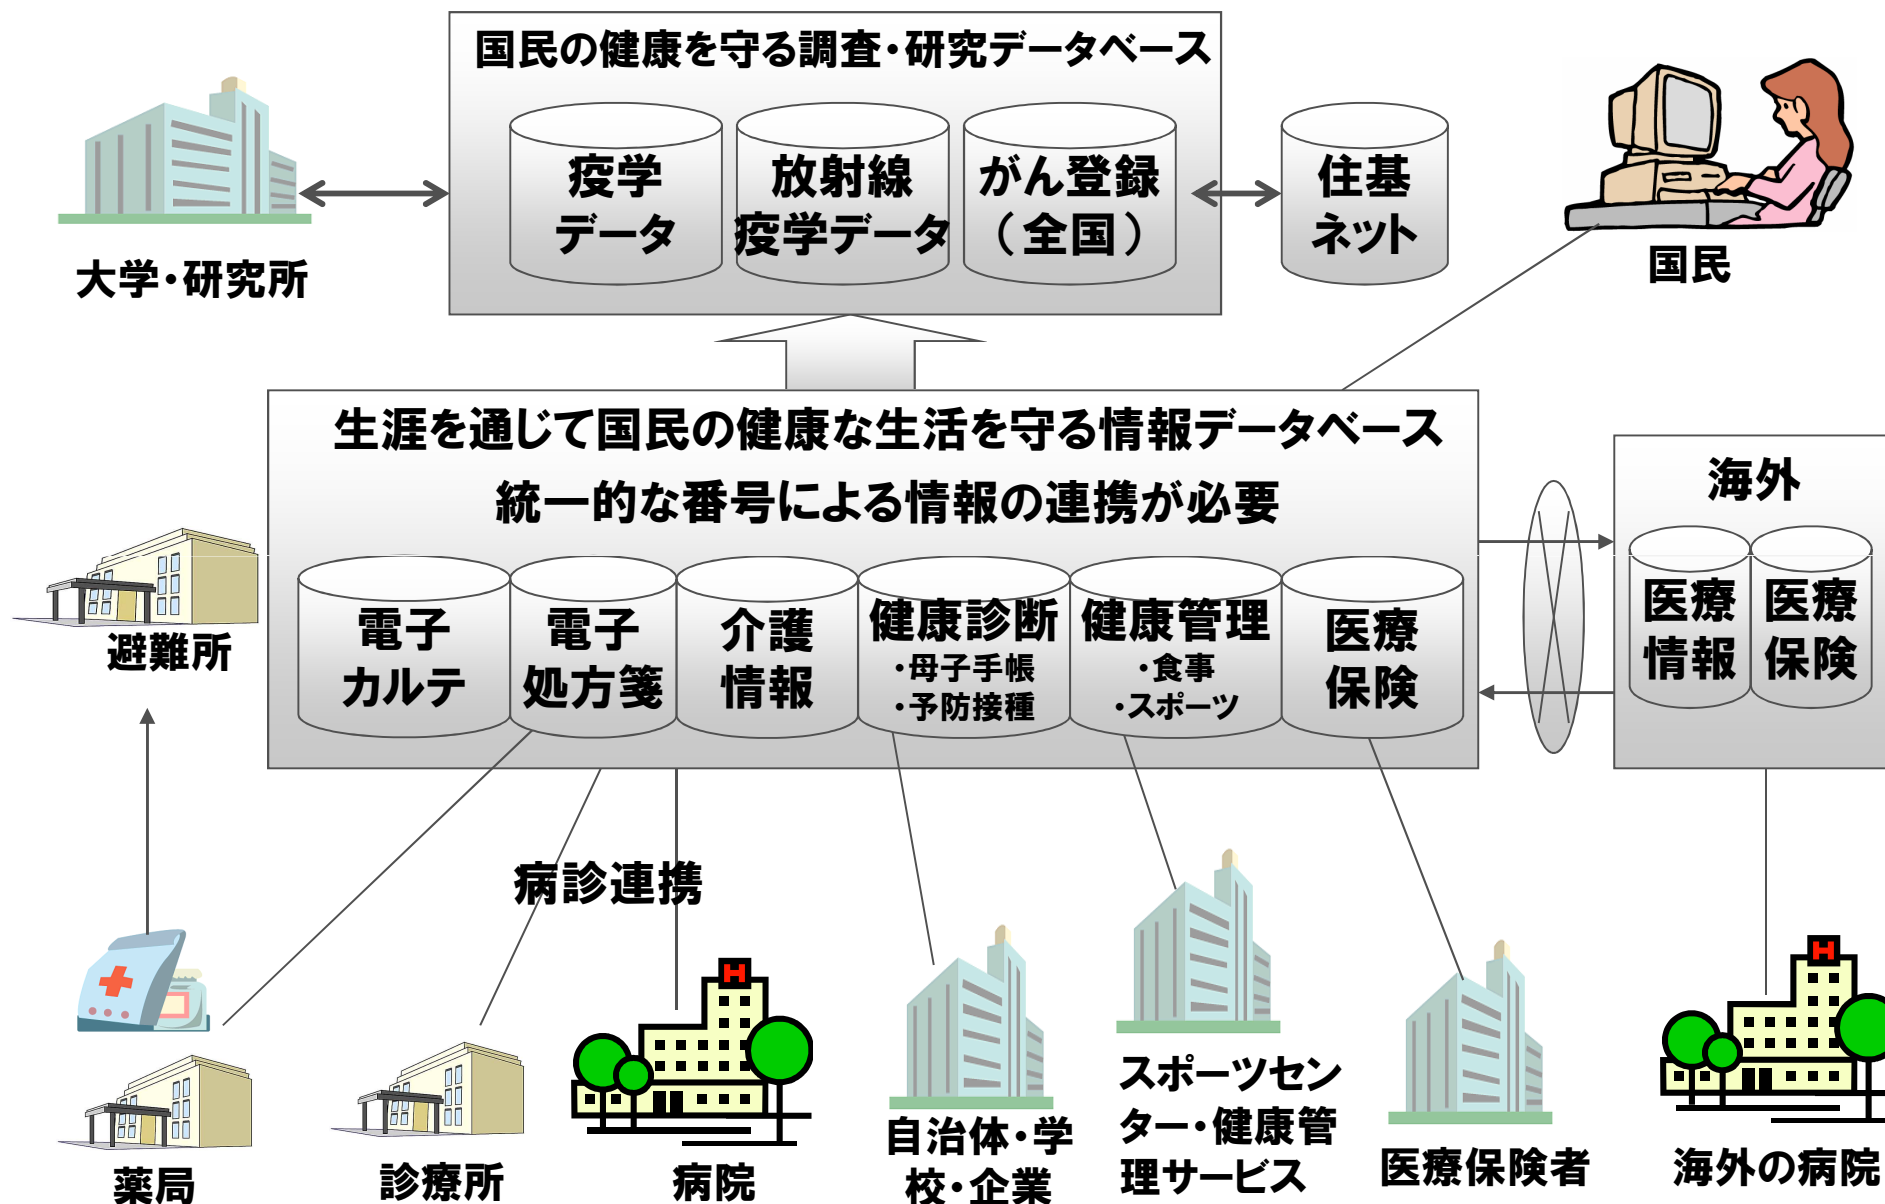 国民の健康を守る調査・研究データベース
疫学
データ
放射線
疫学データ
がん登録
（全国）
住基
ネット
大学・研究所
国民
生涯を通じて国民の健康な生活を守る情報データベース
統一的な番号による情報の連携が必要
海外
電子
カルテ
電子
処方箋
介護
情報
健康診断
・母子手帳
・予防接種
健康管理
・食事
・スポーツ
医療
保険
医療
情報
医療
保険
避難所
病診連携
H
H
薬局
診療所
病院
自治体・学
校・企業
スポーツセン
ター・健康管
理サービス
医療保険者
海外の病院